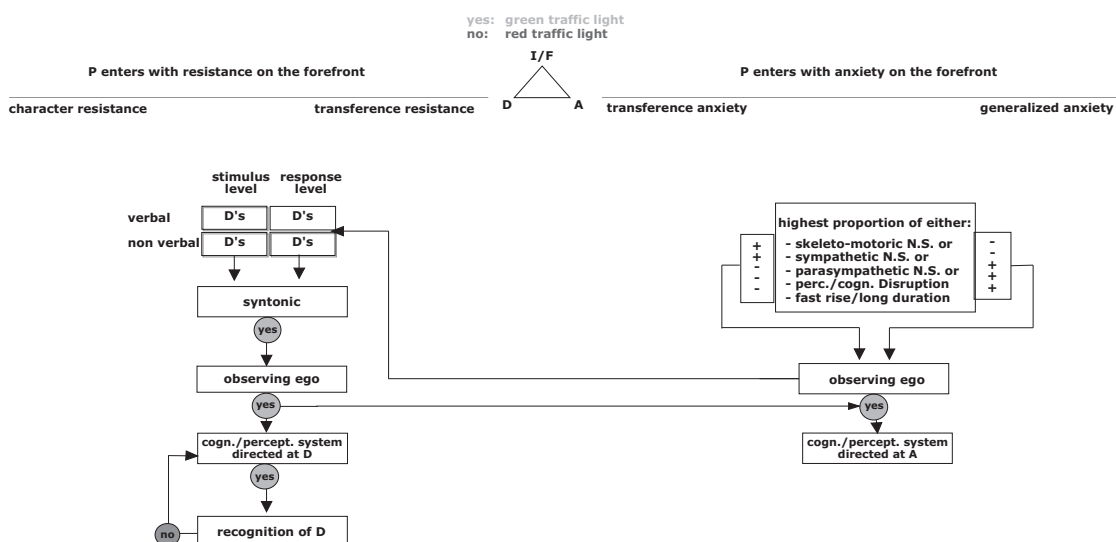 yes: green traffic light
no: red traffic light
I/F
P enters with resistance on the forefront
P enters with anxiety on the forefront
D
A
character resistance
transference resistance
transference anxiety
generalized anxiety
stimulus level
response level
verbal
D's
D's
non verbal
D's
D's
highest proportion of either:
+ - skeleto-motoric N.S. or -
+ - sympathetic N.S. or -
- - parasympathetic N.S. or +
- - perc./cogn. Disruption +
- - fast rise/long duration +
syntonic
yes
observing ego
observing ego
yes
yes
cogn./percept. system
directed at D
cogn./percept. system
directed at A
yes
no
recognition of D